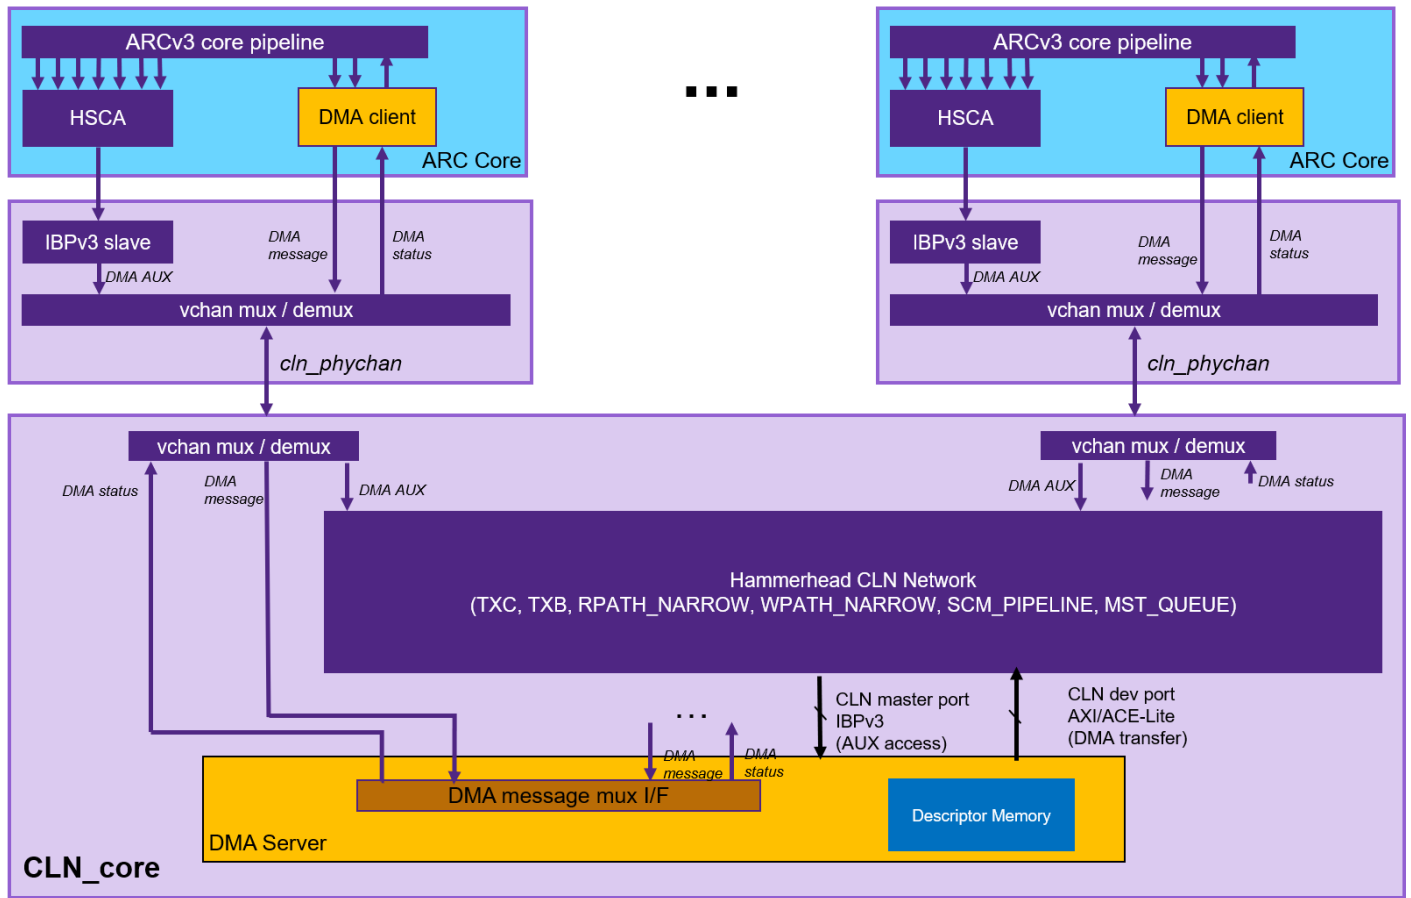 ARCv3 core pipeline
HSCA
DMA client
ARC Core
IBPv3 slave
DMA
message
DMA
status
DMA AUX
vchan mux / demux
cln_phychan
...
ARCv3 core pipeline
HSCA
DMA client
ARC Core
IBPv3 slave
DMA
message
DMA
status
DMA AUX
vchan mux / demux
cln_phychan
vchan mux / demux
DMA status
DMA
message
DMA AUX
vchan mux / demux
DMA AUX
DMA
message
DMA status
Hammerhead CLN Network
(TXC, TXB, RPATH_NARROW, WPATH_NARROW, SCM_PIPELINE, MST_QUEUE)
...
DMA
message
DMA
status
CLN master port
IBPv3
(AUX access)
CLN dev port
AXI/ACE-Lite
(DMA transfer)
DMA message mux I/F
Descriptor Memory
DMA Server
CLN_core